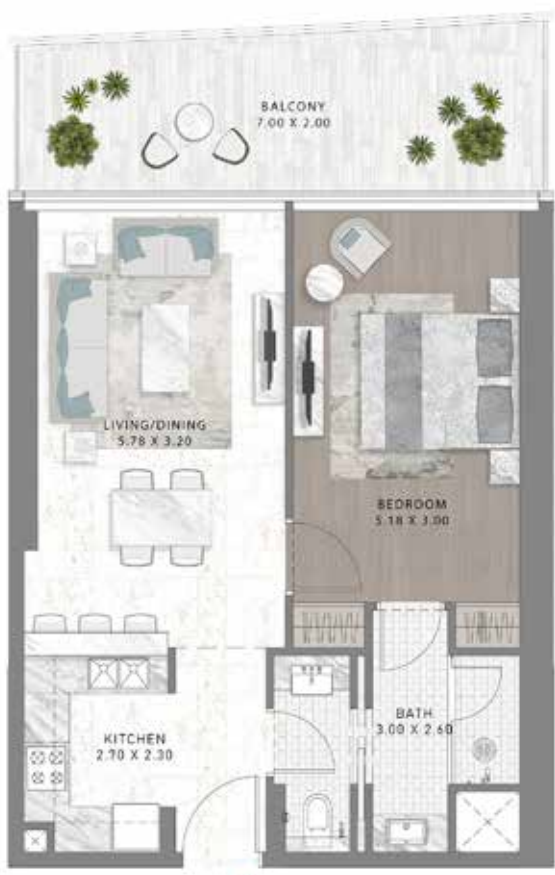 BALCONY
7.00 X 2.00
LIVING/DINING
5.78 X 3.20
BEDROOM
5.18 X 3.00
KITCHEN
2.70 X 2.30
BATH
3.00 X 2.60